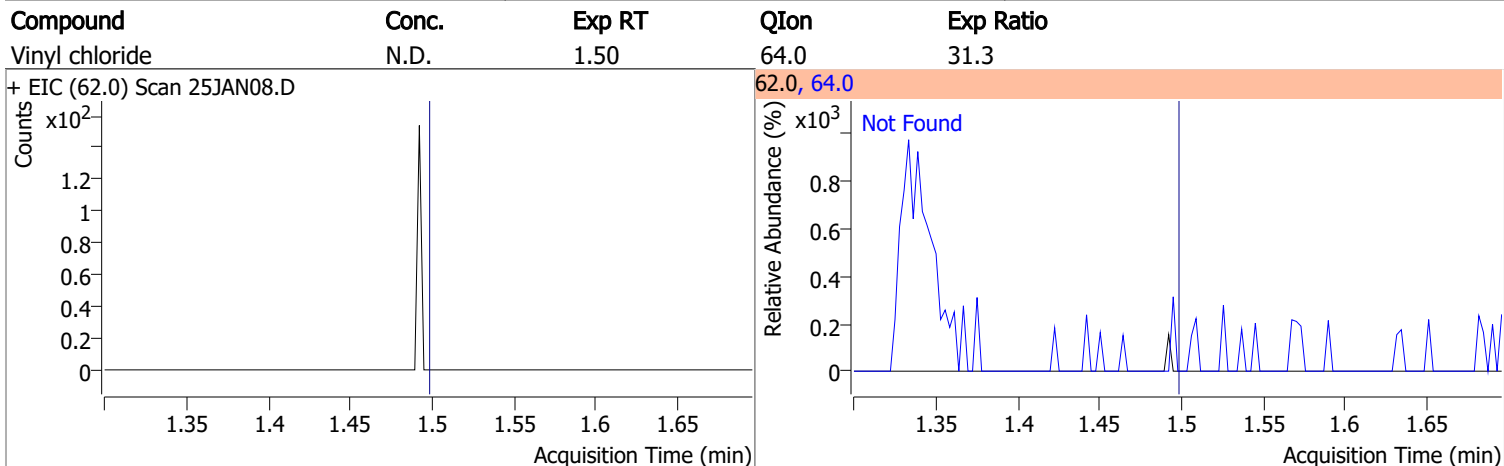 Compound Conc. Exp RT QIon Exp Ratio
Vinyl chloride N.D. 1.50 64.0 31.3
+ EIC (62.0) Scan 25JAN08.D
Counts
x10²
1.2
1
0.8
0.6
0.4
0.2
0
1.35 1.4 1.45 1.5 1.55 1.6 1.65
Acquisition Time (min)
62.0, 64.0
Relative Abundance (%)
x10³
Not Found
0.8
0.6
0.4
0.2
0
1.35 1.4 1.45 1.5 1.55 1.6 1.65
Acquisition Time (min)